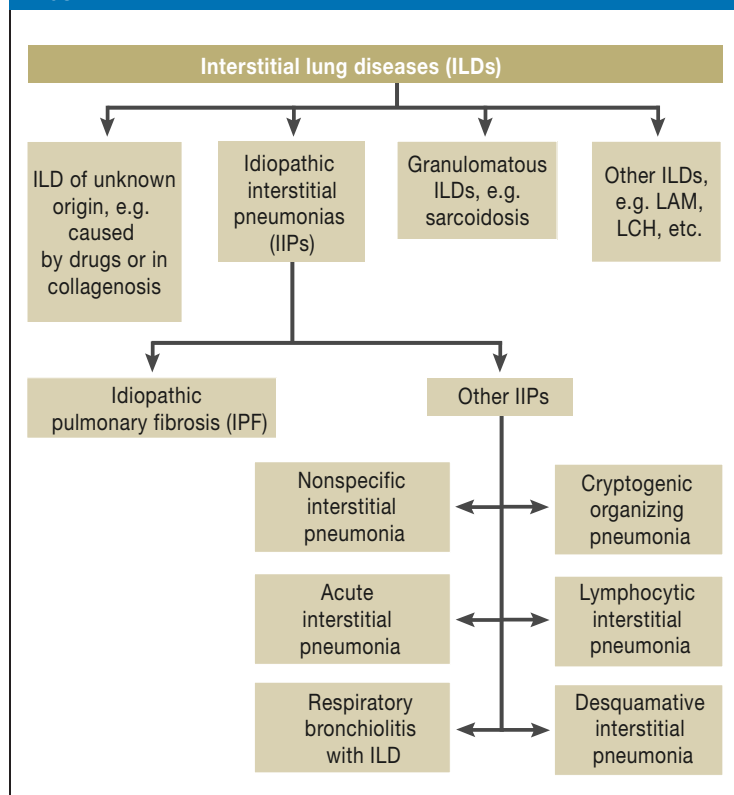 Interstitial lung diseases (ILDs)
ILD of unknown
origin, e.g.
caused
by drugs or in
collagenosis
Idiopathic
interstitial
pneumonias
(IIPs)
Granulomatous
ILDs, e.g.
sarcoidosis
Other ILDs,
e.g. LAM,
LCH, etc.
Idiopathic
pulmonary fibrosis (IPF)
Other IIPs
Nonspecific
interstitial
pneumonia
Cryptogenic
organizing
pneumonia
Acute
interstitial
pneumonia
Lymphocytic
interstitial
pneumonia
Respiratory
bronchiolitis
with ILD
Desquamative
interstitial
pneumonia